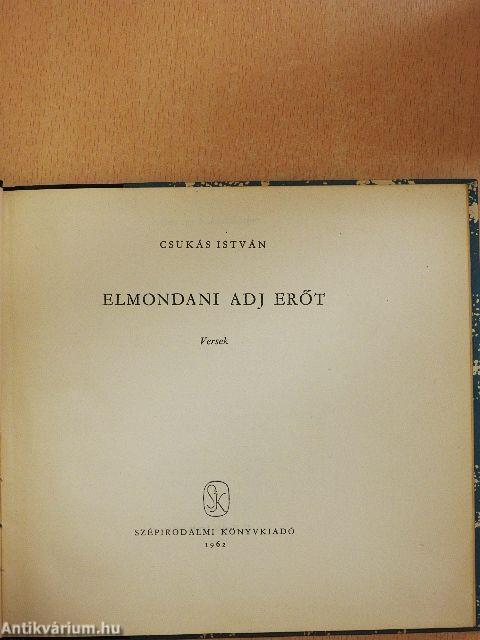 CSUKÁS ISTVÁN
ELMONDANI ADJ ERŐT
Versek
SZK
SZÉPIRODALMI KÖNYVKIADÓ
1962
Antikvárium.hu